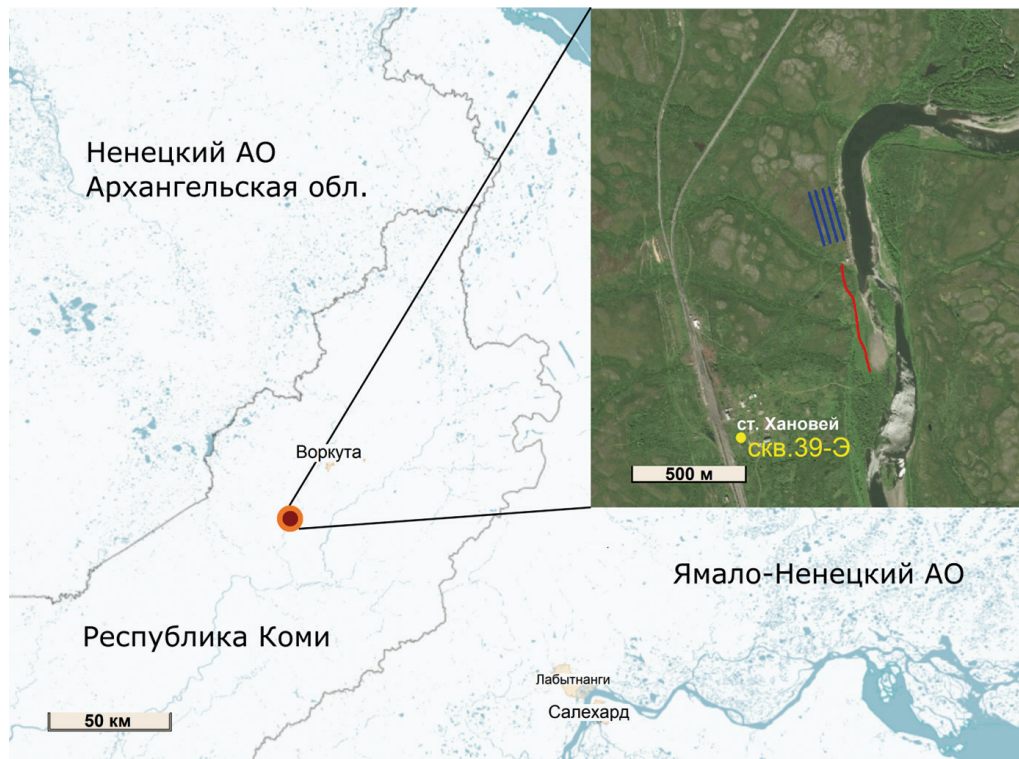 Ненецкий АО
Архангельская обл.
Воркута
ст. Хановей
скв.39-Э
500 м
Ямало-Ненецкий АО
Республика Коми
Лабытнанги
Салехард
50 км